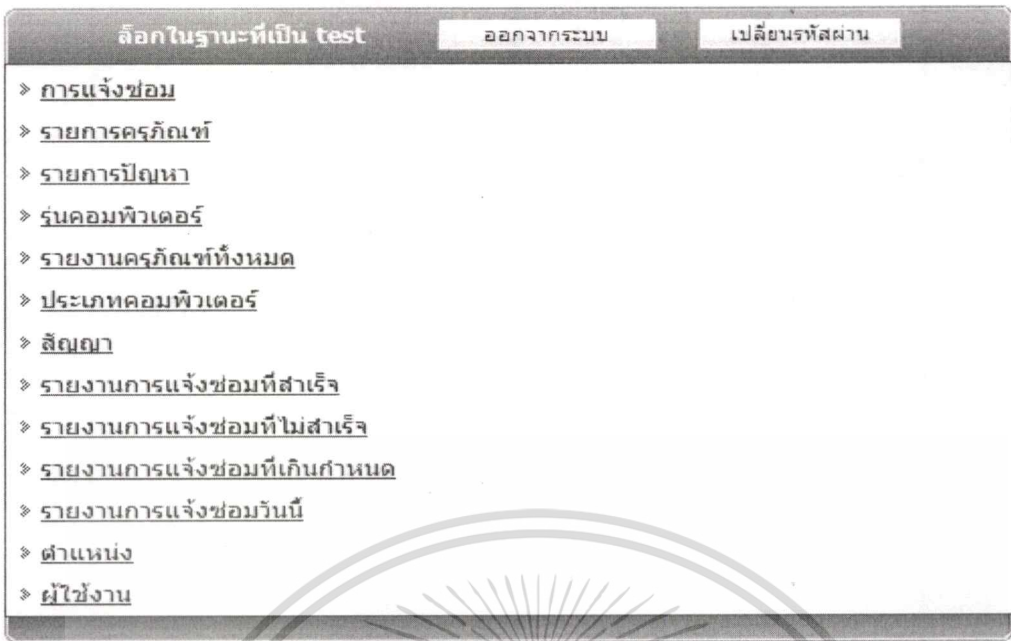 ล็อกในฐานะที่เป็น test ออกจากระบบ เปลี่ยนรหัสผ่าน
» การแจ้งซ่อม
» รายการครุภัณฑ์
» รายการปัญหา
» รุ่นคอมพิวเตอร์
» รายงานครุภัณฑ์ทั้งหมด
» ประเภทคอมพิวเตอร์
» สัญญา
» รายงานการแจ้งซ่อมที่สำเร็จ
» รายงานการแจ้งซ่อมที่ไม่สำเร็จ
» รายงานการแจ้งซ่อมที่เกินกำหนด
» รายงานการแจ้งซ่อมวันนี้
» ตำแหน่ง
» ผู้ใช้งาน